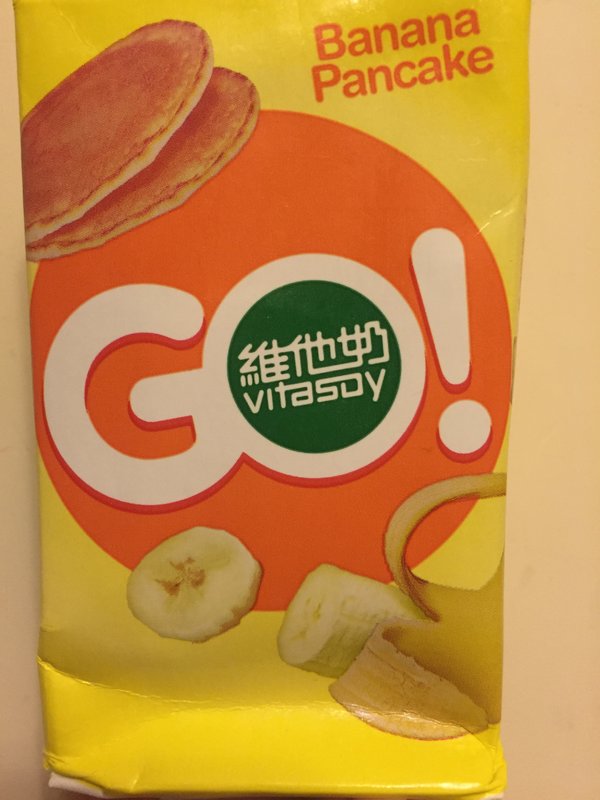 Banana
Pancake
GO!
維他奶
vitasoy